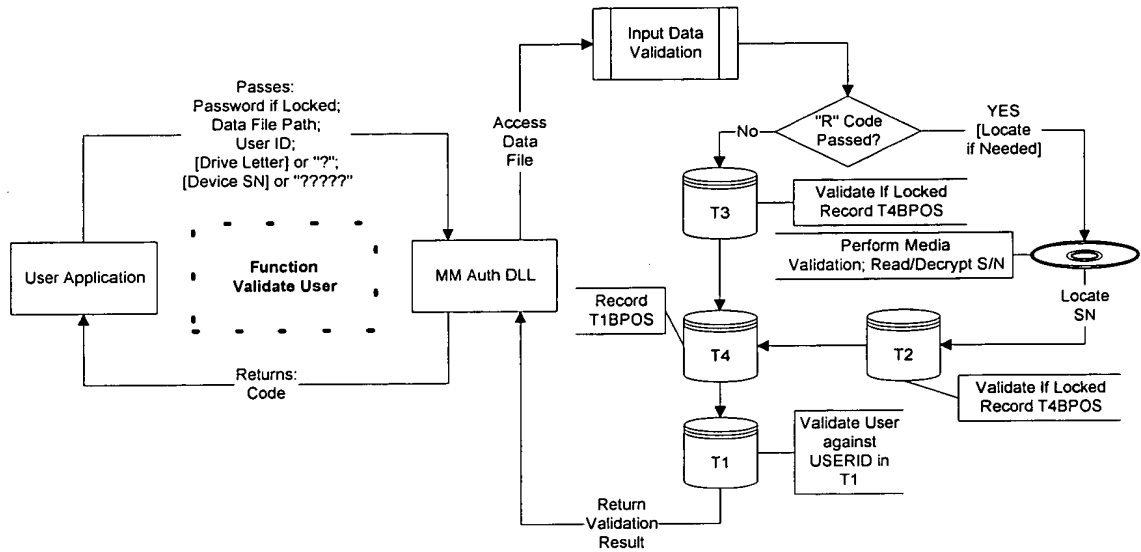 Input Data
Validation
Passes:
Password if Locked;
Data File Path;
User ID;
[Drive Letter] or "?";
[Device SN] or "?????"
Access
Data
File
No
"R" Code
Passed?
YES
[Locate
if Needed]
T3
Validate If Locked
Record T4BPOS
User Application
Function
Validate User
MM Auth DLL
Perform Media
Validation; Read/Decrypt S/N
Locate
SN
Record
T1BPOS
T4
T2
Returns:
Code
Validate If Locked
Record T4BPOS
T1
Validate User
against
USERID in
T1
Return
Validation
Result